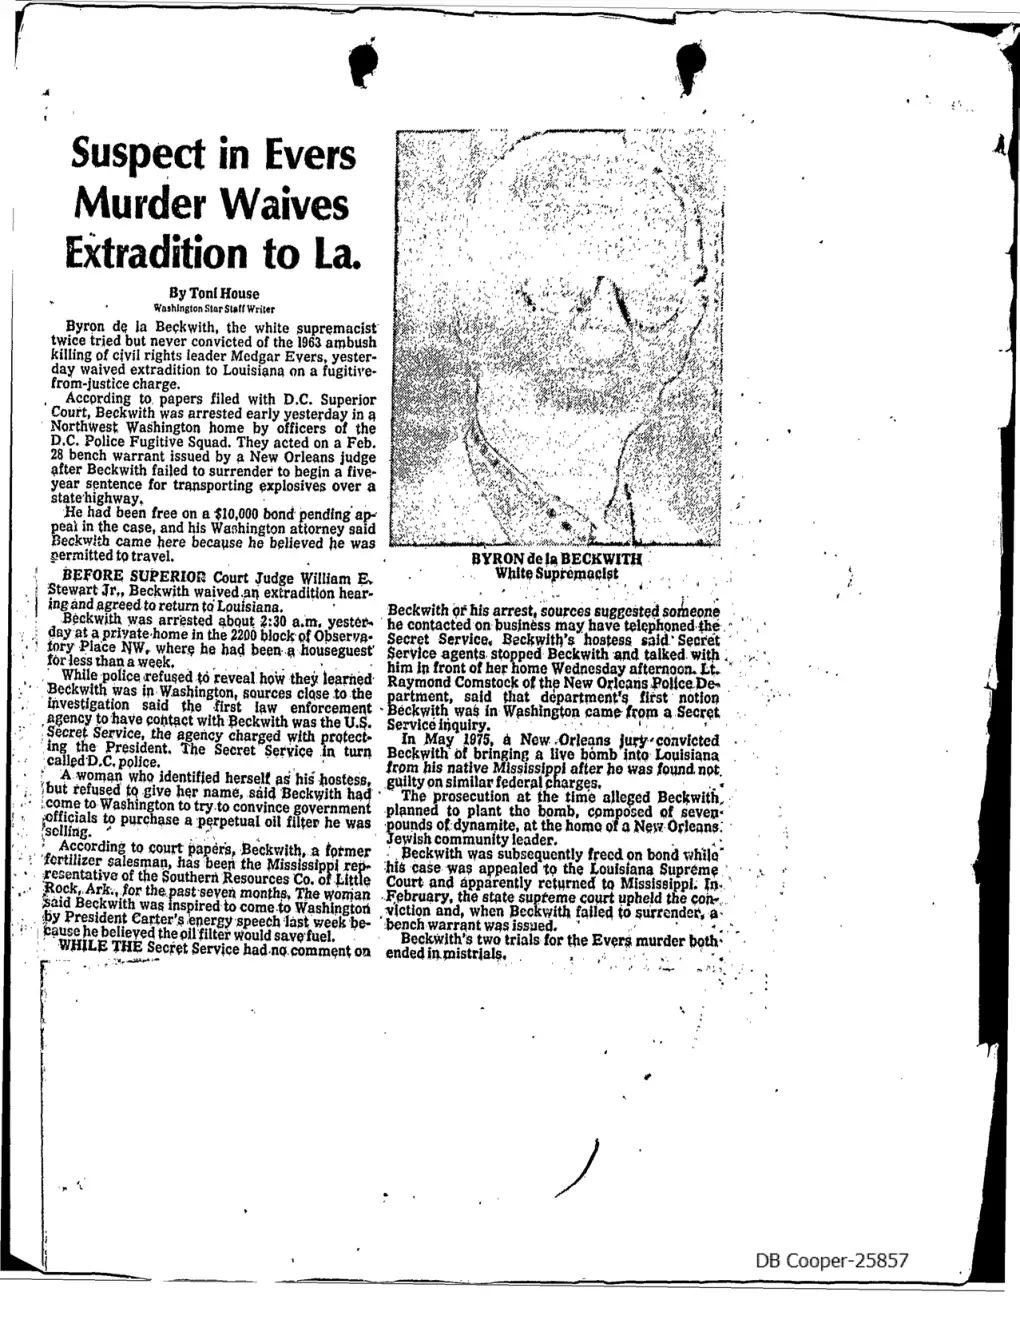 Suspect in Evers
Murder Waives
Extradition to La.
By Toni House
Washington Star Staff Writer
Byron de la Beckwith, the white supremacist
twice tried but never convicted of the 1963 ambush
killing of civil rights leader Medgar Evers, yester-
day waived extradition to Louisiana on a fugitive-
from-justice charge.
According to papers filed with D.C. Superior
Court, Beckwith was arrested early yesterday in a
Northwest Washington home by officers of the
D.C. Police Fugitive Squad. They acted on a Feb.
28 bench warrant issued by a New Orleans judge
after Beckwith failed to surrender to begin a five-
year sentence for transporting explosives over a
state highway.
He had been free on a $10,000 bond pending ap-
peal in the case, and his Washington attorney said
Beckwith came here because he believed he was
permitted to travel.
BEFORE SUPERIOR Court Judge William E.
Stewart Jr., Beckwith waived an extradition hear-
ing and agreed to return to Louisiana.
Beckwith was arrested about 2:30 a.m. yester-
day at a private home in the 2200 block of Observa-
tory Place NW, where he had been a houseguest
for less than a week.
While police refused to reveal how they learned
Beckwith was in Washington, sources close to the
investigation said the first law enforcement
agency to have contact with Beckwith was the U.S.
Secret Service, the agency charged with protect-
ing the President. The Secret Service in turn
called D.C. police.
A woman who identified herself as his hostess,
but refused to give her name, said Beckwith had
come to Washington to try to convince government
officials to purchase a perpetual oil filter he was
selling.
According to court papers, Beckwith, a former
fertilizer salesman, has been the Mississippi rep-
resentative of the Southern Resources Co. of Little
Rock, Ark., for the past seven months. The woman
said Beckwith was inspired to come to Washington
by President Carter's energy speech last week be-
cause he believed the oil filter would save fuel.
WHILE THE Secret Service had no comment on
BYRON de la BECKWITH
White Supremacist
Beckwith or his arrest, sources suggested someone
he contacted on business may have telephoned the
Secret Service. Beckwith's hostess said Secret
Service agents stopped Beckwith and talked with
him in front of her home Wednesday afternoon. Lt.
Raymond Comstock of the New Orleans Police De-
partment, said that department's first notion
Beckwith was in Washington came from a Secret
Service inquiry.
In May 1975, a New Orleans jury convicted
Beckwith of bringing a live bomb into Louisiana
from his native Mississippi after he was found not
guilty on similar federal charges.
The prosecution at the time alleged Beckwith
planned to plant the bomb, composed of seven
pounds of dynamite, at the home of a New Orleans
Jewish community leader.
Beckwith was subsequently freed on bond while
his case was appealed to the Louisiana Supreme
Court and apparently returned to Mississippi. In
February, the state supreme court upheld the con-
viction and, when Beckwith failed to surrender, a
bench warrant was issued.
Beckwith's two trials for the Evers murder both
ended in mistrials.
DB Cooper-25857